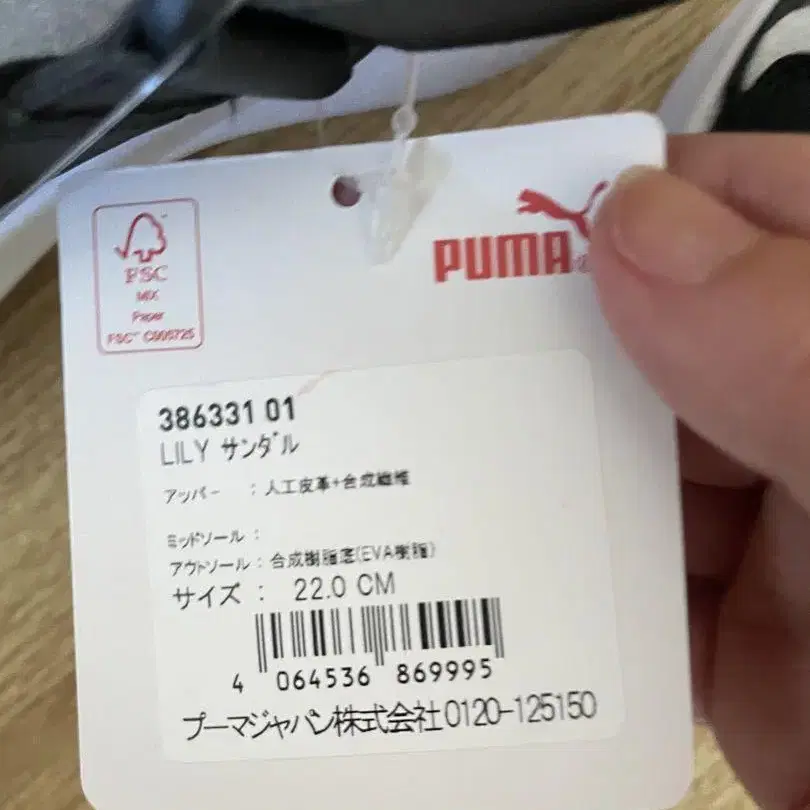 FSC
MIX
Paper
FSC™ C006725
PUMA
386331 01
LILY サンダル
アッパー : 人工皮革+合成繊維
ミッドソール :
アウトソール : 合成樹脂底(EVA樹脂)
サイズ : 22.0 CM
4 064536 869995
プーマジャパン株式会社0120-125150